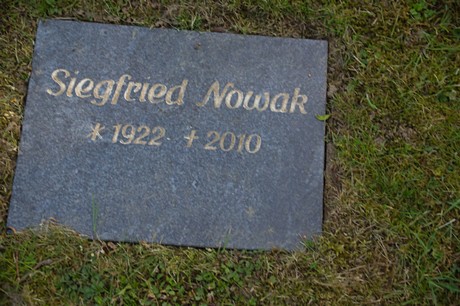 Siegfried Nowak
* 1922 + 2010